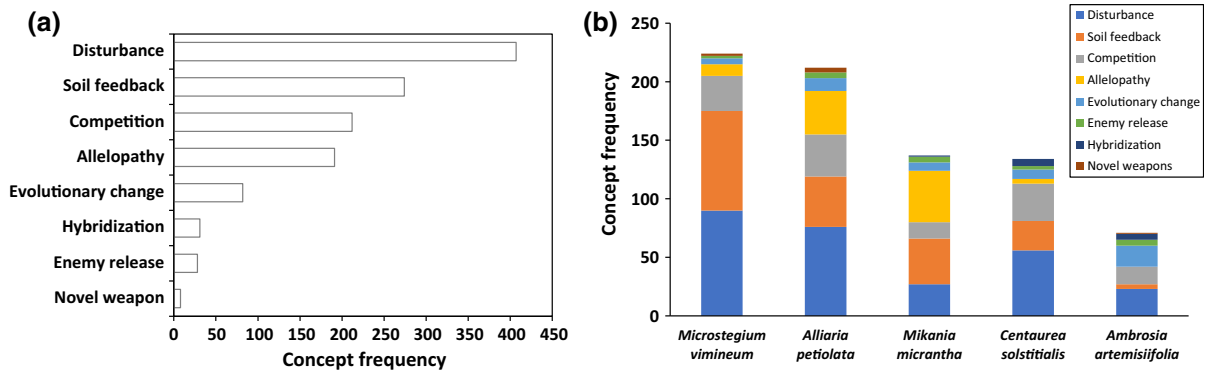 (a)
Disturbance
Soil feedback
Competition
Allelopathy
Evolutionary change
Hybridization
Enemy release
Novel weapon
0 50 100 150 200 250 300 350 400 450
Concept frequency
(b)
Concept frequency
250
200
150
100
50
0
Disturbance
Soil feedback
Competition
Allelopathy
Evolutionary change
Enemy release
Hybridization
Novel weapons
Microstegium Alliaria Mikania Centaurea Ambrosia
vimineum petiolata micrantha solstitialis artemisiifolia